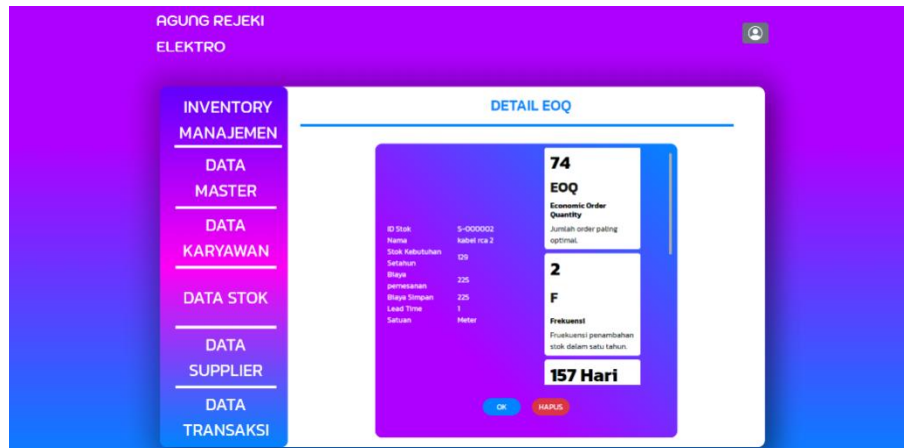 AGUNG REJEKI
ELEKTRO
INVENTORY
MANAJEMEN
DATA
MASTER
DATA
KARYAWAN
DATA STOK
DATA
SUPPLIER
DATA
TRANSAKSI
DETAIL EOQ
ID Stok S-000002
Nama kabel rca 2
Stok Kebutuhan
Setahun 129
Biaya
pemesanan 225
Biaya Simpan 225
Lead Time 1
Satuan Meter
74
EOQ
Economic Order
Quantity
Jumlah order paling
optimal.
2
F
Frekuensi
Fruekuensi penambahan
stok dalam satu tahun.
157 Hari
OK HAPUS